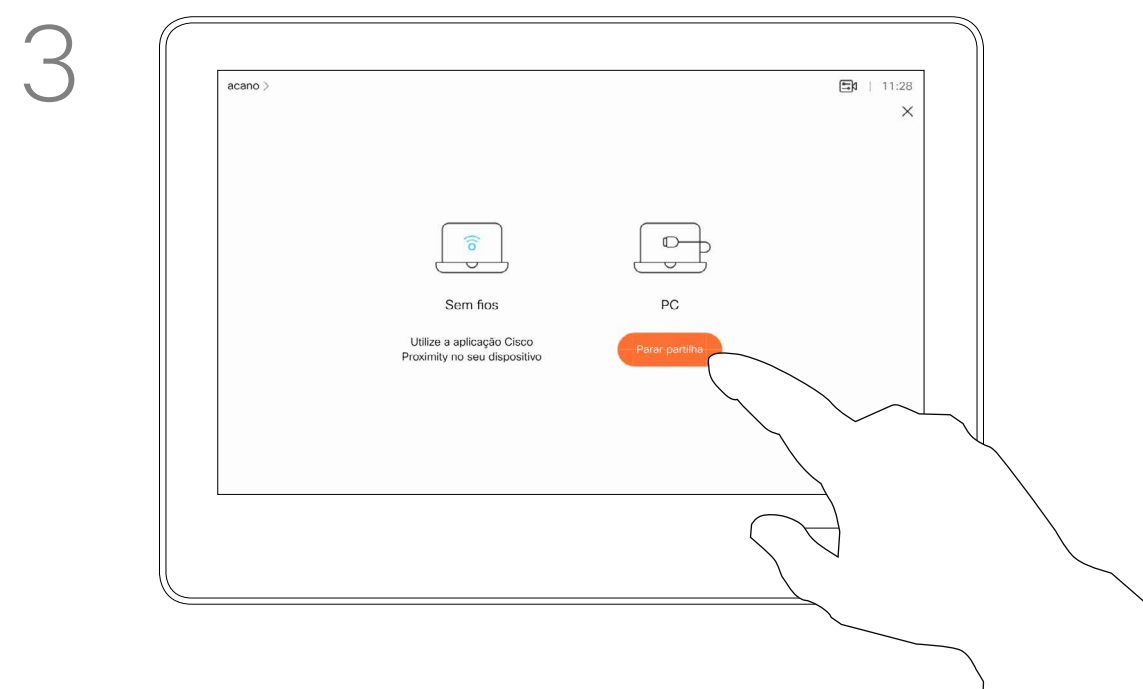 3
acano >
11:28
Sem fios
PC
Utilize a aplicação Cisco
Proximity no seu dispositivo
Parar partilha